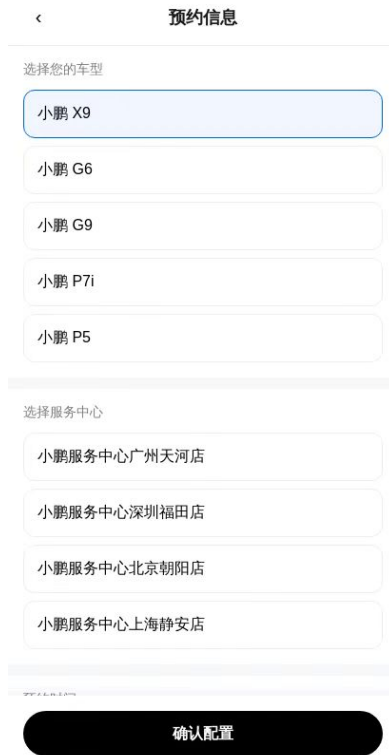 预约信息
选择您的车型
小鹏 X9
小鹏 G6
小鹏 G9
小鹏 P7i
小鹏 P5
选择服务中心
小鹏服务中心广州天河店
小鹏服务中心深圳福田店
小鹏服务中心北京朝阳店
小鹏服务中心上海静安店
确认配置